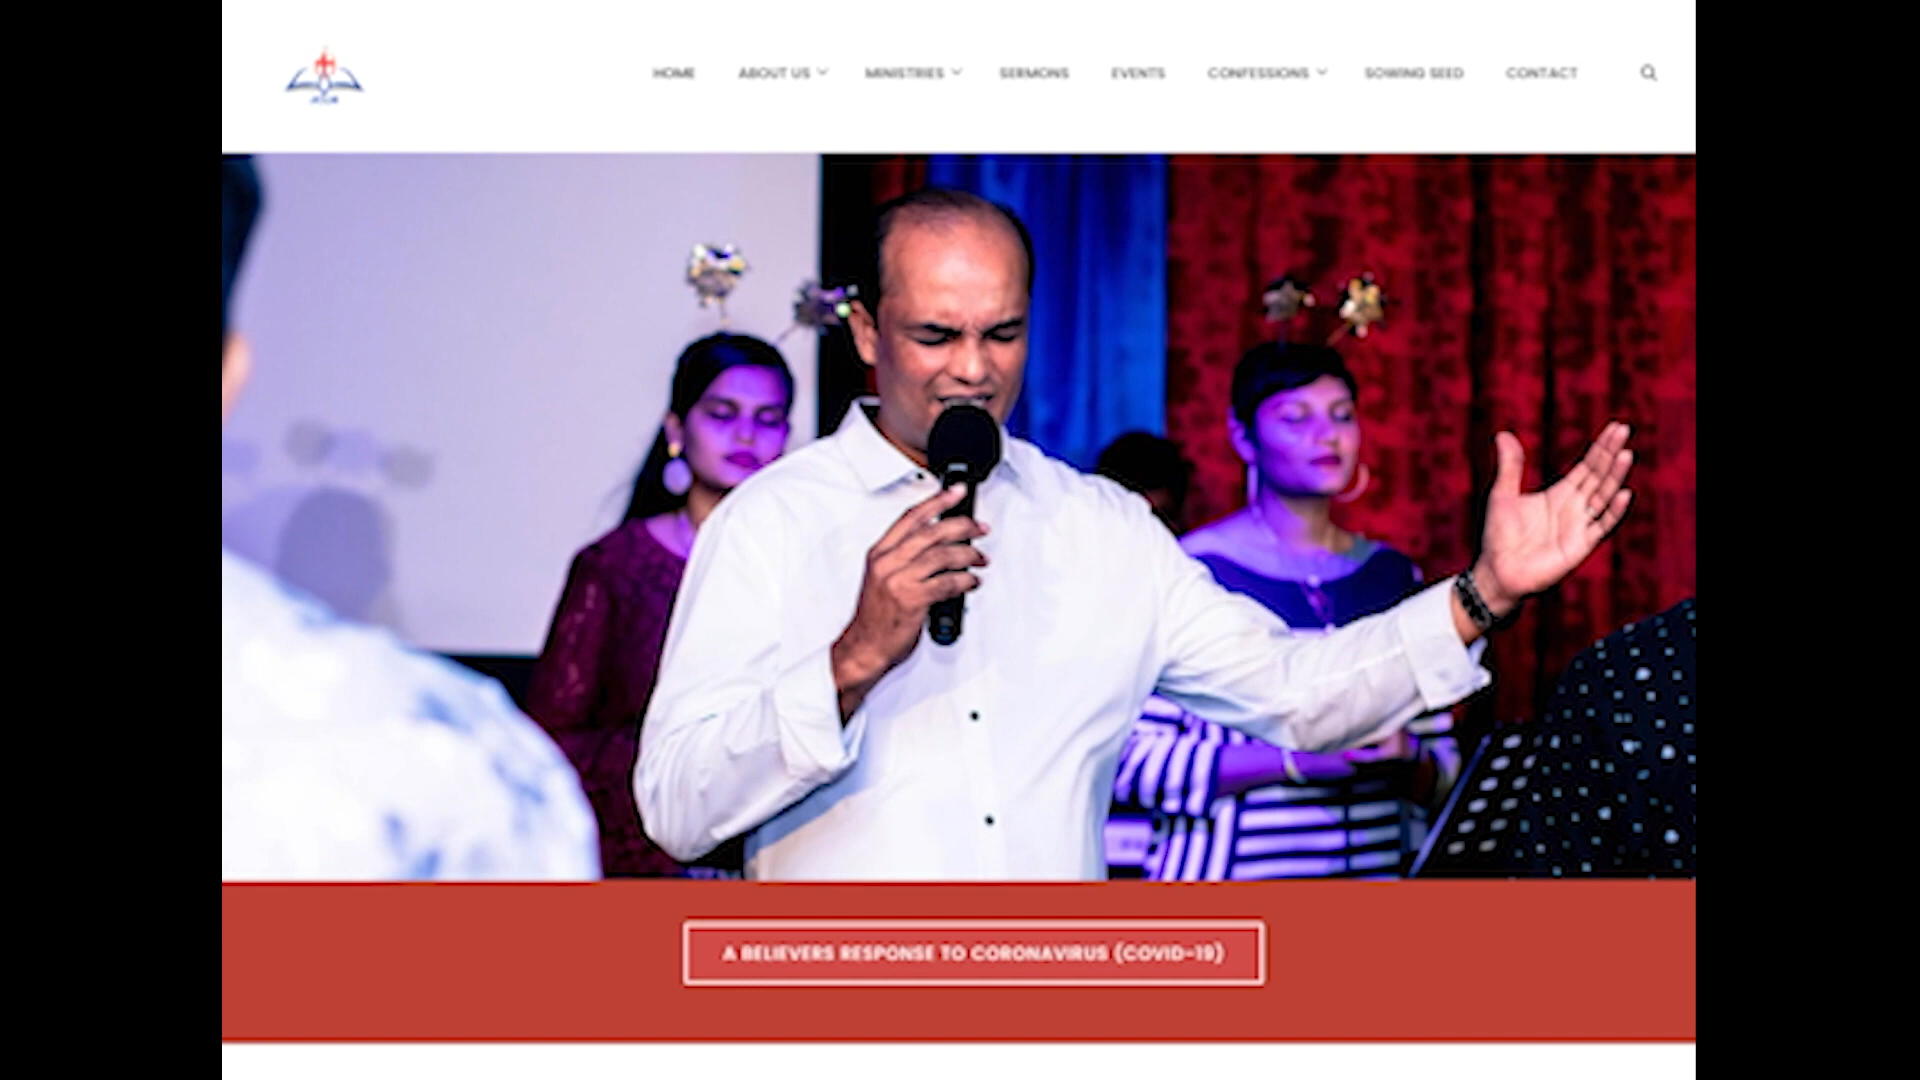 HOME ABOUT US MINISTRIES SERMONS EVENTS CONFESSIONS SOWING SEED CONTACT
A BELIEVERS RESPONSE TO CORONAVIRUS (COVID-19)